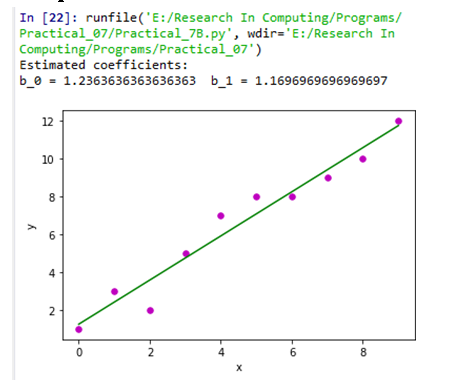 In [22]: runfile('E:/Research In Computing/Programs/
Practical_07/Practical_7B.py', wdir='E:/Research In
Computing/Programs/Practical_07')
Estimated coefficients:
b_0 = 1.2363636363636363  b_1 = 1.1696969696969697
12
10
8
6
4
2
y
0 2 4 6 8
x